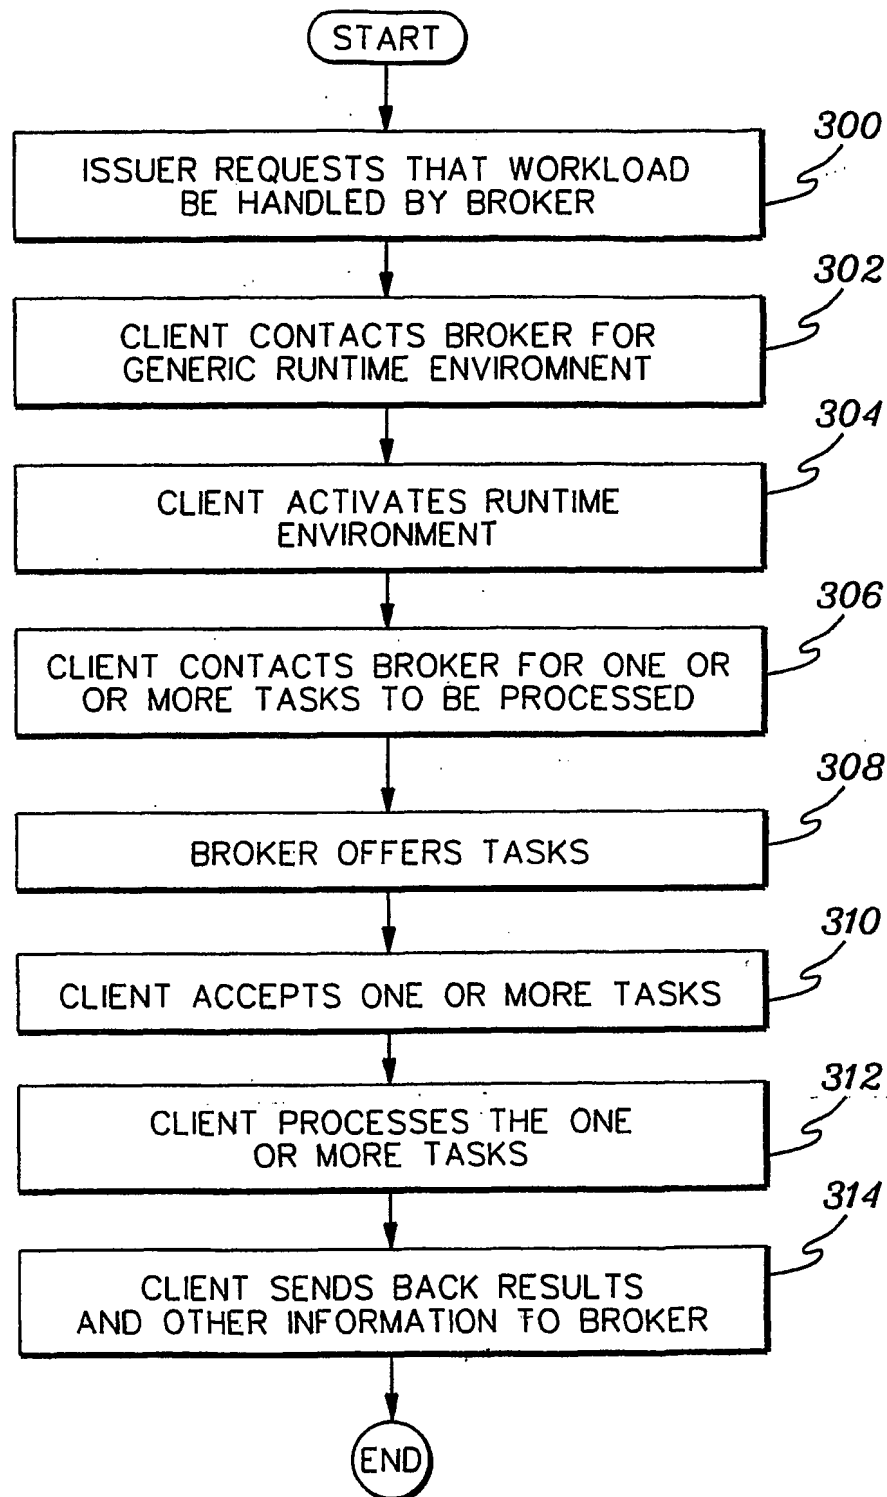 START
300
ISSUER REQUESTS THAT WORKLOAD
BE HANDLED BY BROKER
302
CLIENT CONTACTS BROKER FOR
GENERIC RUNTIME ENVIROMNENT
304
CLIENT ACTIVATES RUNTIME
ENVIRONMENT
306
CLIENT CONTACTS BROKER FOR ONE OR
OR MORE TASKS TO BE PROCESSED
308
BROKER OFFERS TASKS
310
CLIENT ACCEPTS ONE OR MORE TASKS
312
CLIENT PROCESSES THE ONE
OR MORE TASKS
314
CLIENT SENDS BACK RESULTS
AND OTHER INFORMATION TO BROKER
END